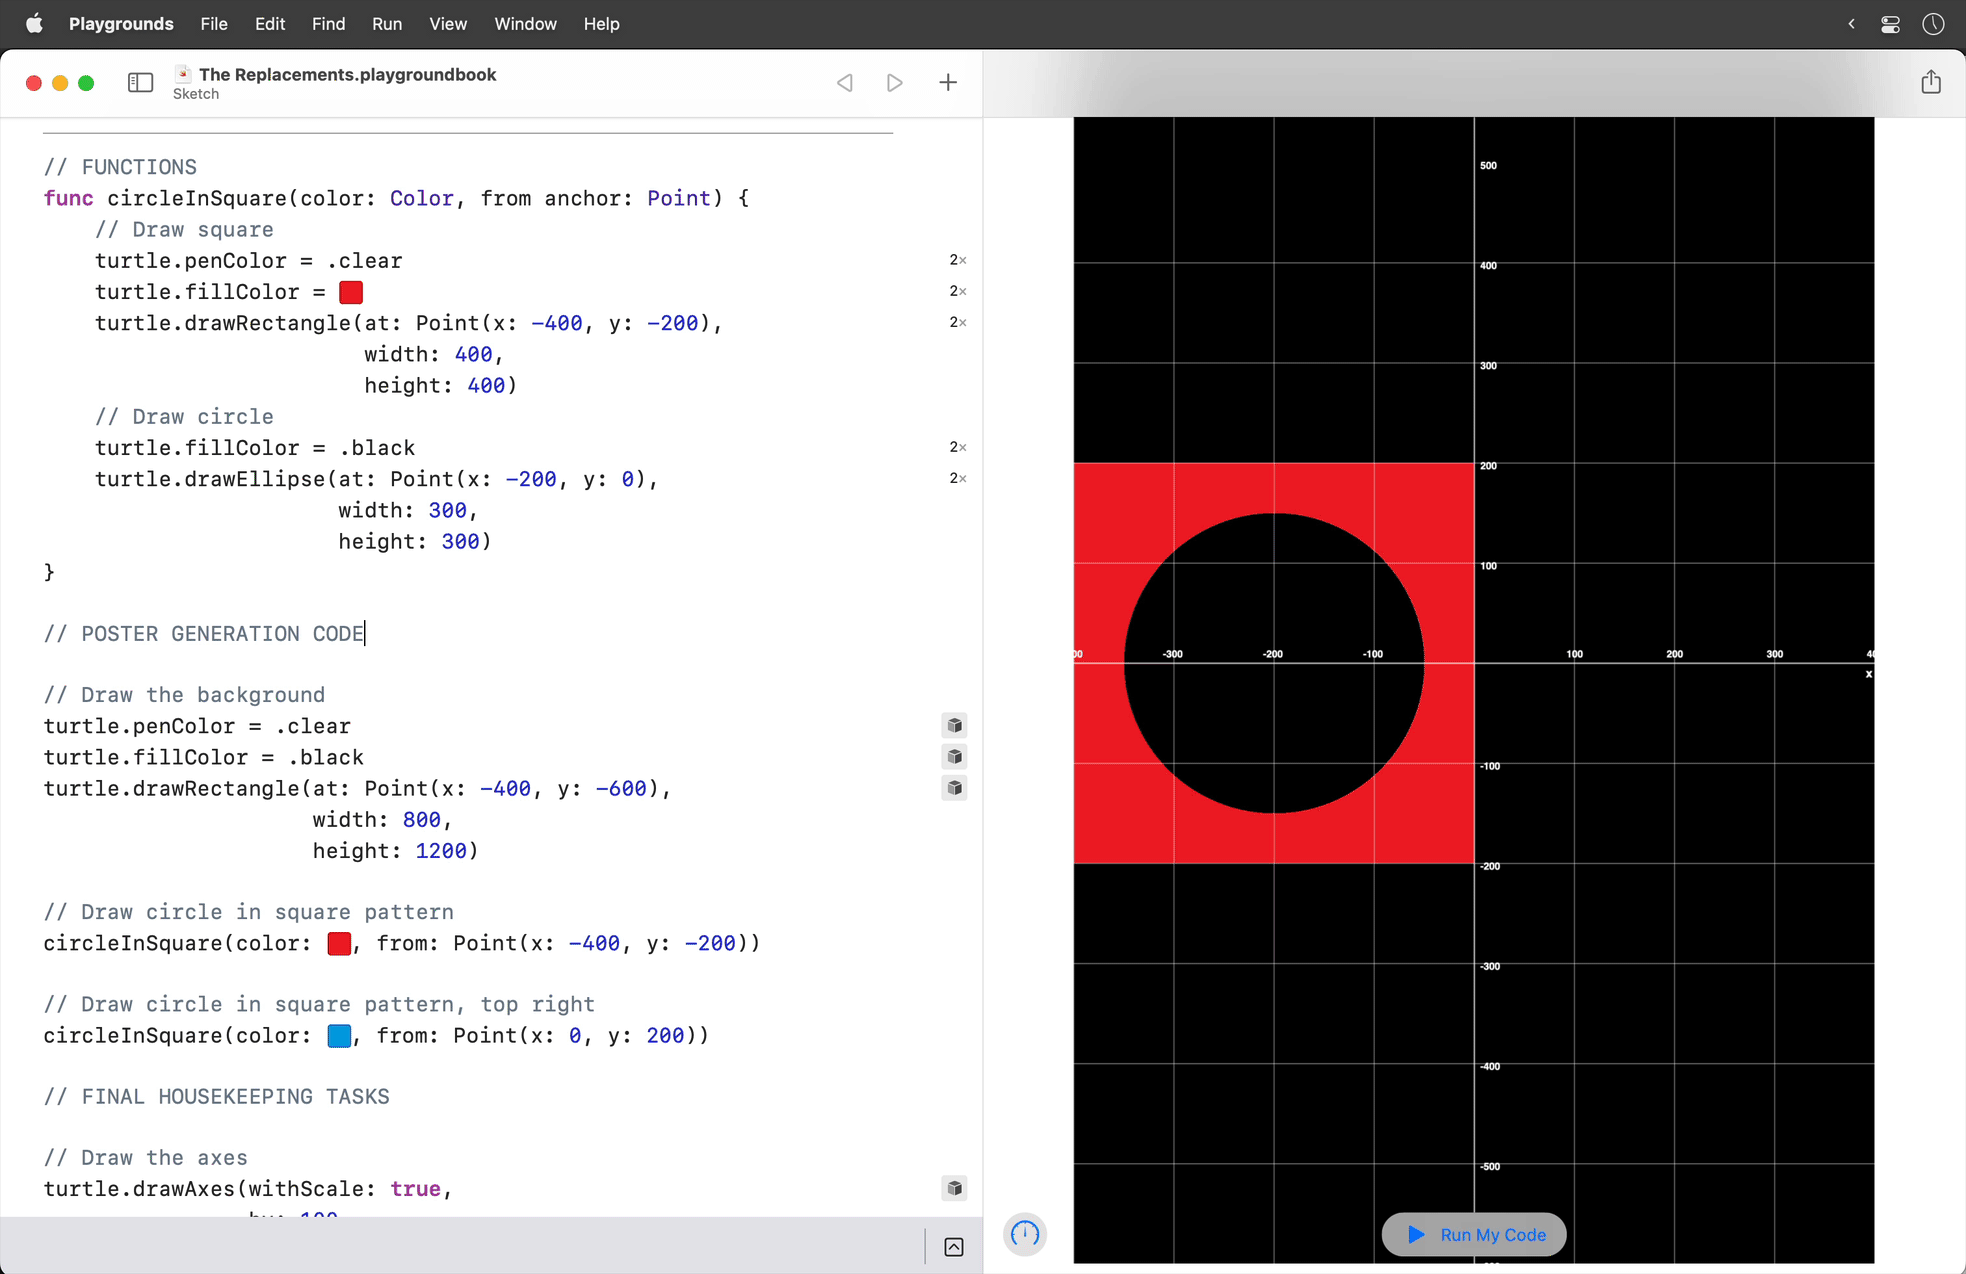 Playgrounds File Edit Find Run View Window Help
The Replacements.playgroundbook
Sketch
// FUNCTIONS
func circleInSquare(color: Color, from anchor: Point) {
// Draw square
turtle.penColor = .clear
2×
turtle.fillColor =
2×
turtle.drawRectangle(at: Point(x: -400, y: -200),
2×
width: 400,
height: 400)
// Draw circle
turtle.fillColor = .black
2×
turtle.drawEllipse(at: Point(x: -200, y: 0),
2×
width: 300,
height: 300)
}
// POSTER GENERATION CODE
// Draw the background
turtle.penColor = .clear
turtle.fillColor = .black
turtle.drawRectangle(at: Point(x: -400, y: -600),
width: 800,
height: 1200)
// Draw circle in square pattern
circleInSquare(color: , from: Point(x: -400, y: -200))
// Draw circle in square pattern, top right
circleInSquare(color: , from: Point(x: 0, y: 200))
// FINAL HOUSEKEEPING TASKS
// Draw the axes
turtle.drawAxes(withScale: true,
500
400
300
200
100
-300 -200 -100 100 200 300
x
-100
-200
-300
-400
-500
Run My Code